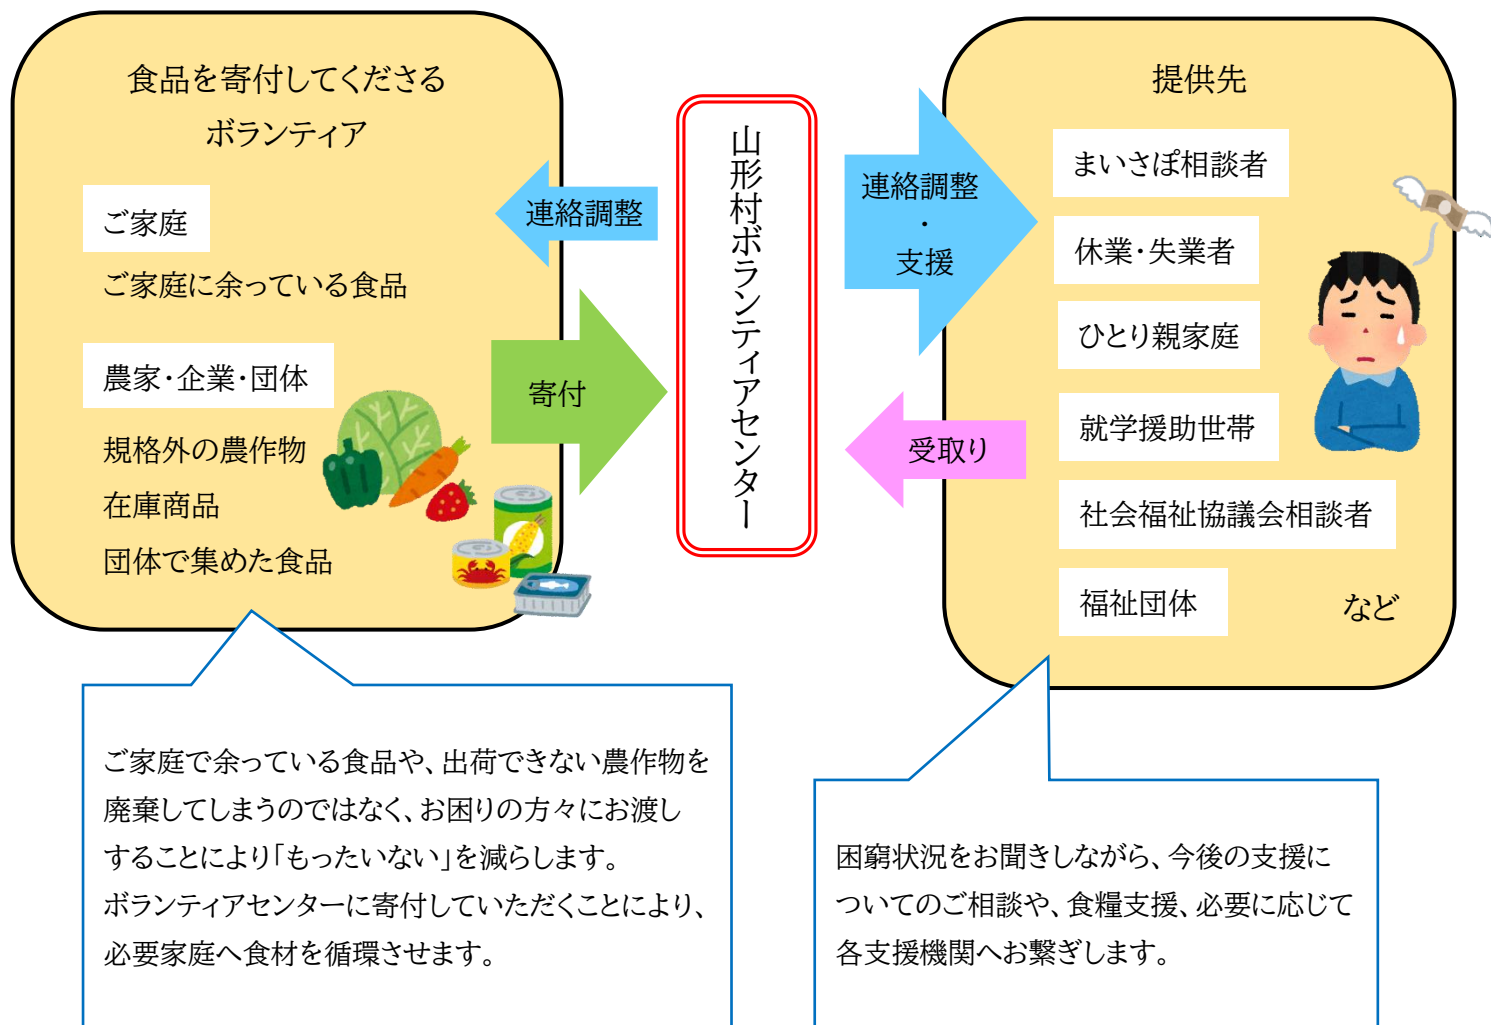 食品を寄付してくださる
ボランティア
ご家庭
ご家庭に余っている食品
農家・企業・団体
規格外の農作物
在庫商品
団体で集めた食品
連絡調整
寄付
山形村ボランティアセンター
連絡調整
・
支援
受取り
提供先
まいさぽ相談者
休業・失業者
ひとり親家庭
就学援助世帯
社会福祉協議会相談者
福祉団体
など
ご家庭で余っている食品や、出荷できない農作物を
廃棄してしまうのではなく、お困りの方々にお渡し
することにより「もったいない」を減らします。
ボランティアセンターに寄付していただくことにより、
必要家庭へ食材を循環させます。
困窮状況をお聞きしながら、今後の支援に
ついてのご相談や、食糧支援、必要に応じて
各支援機関へお繋ぎします。